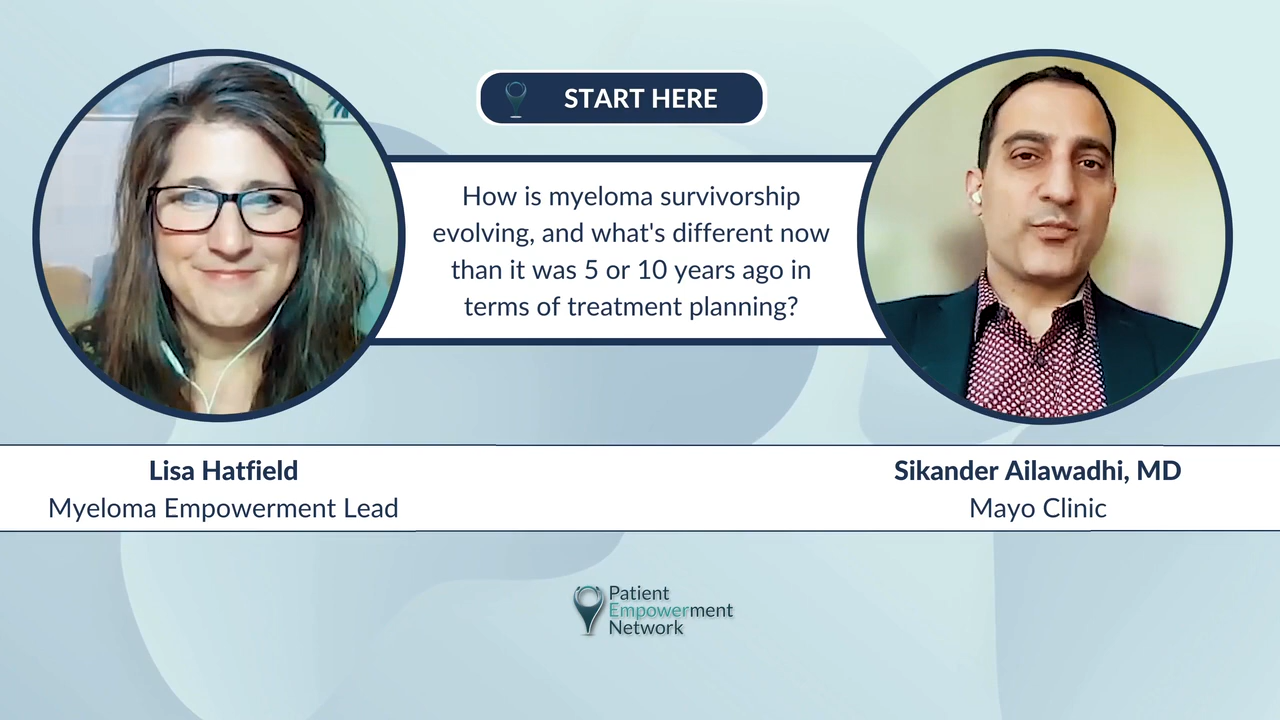 START HERE
How is myeloma survivorship
evolving, and what's different now
than it was 5 or 10 years ago in
terms of treatment planning?
Lisa Hatfield
Myeloma Empowerment Lead
Sikander Ailawadhi, MD
Mayo Clinic
Patient
Empowerment
Network